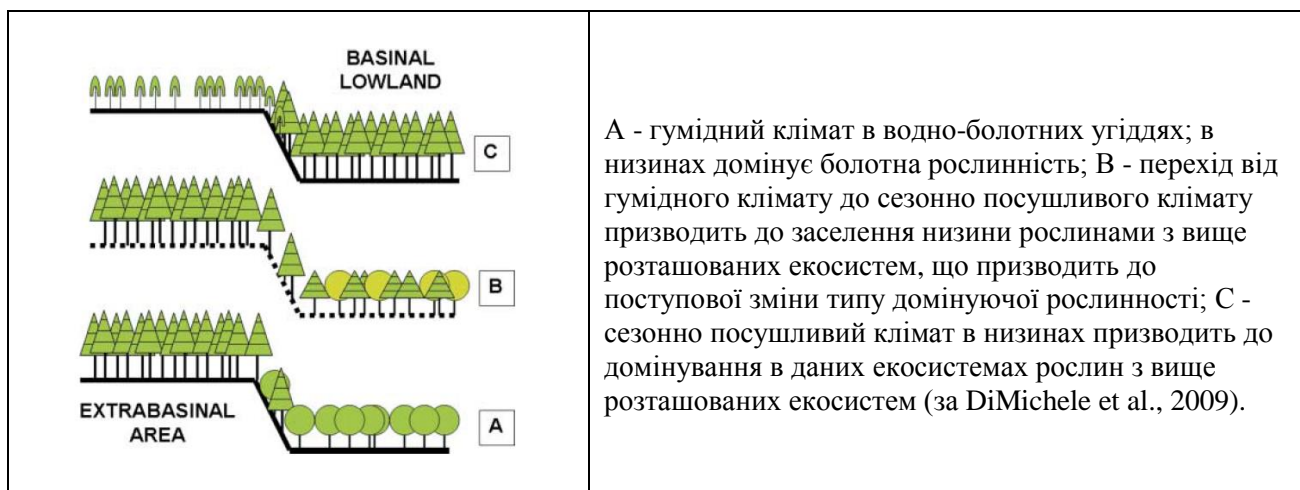 BASINAL
LOWLAND
C
B
EXTRABASINAL
AREA
A
А - гумідний клімат в водно-болотних угіддях; в
низинах домінує болотна рослинність; В - перехід від
гумідного клімату до сезонно посушливого клімату
призводить до заселення низини рослинами з вище
розташованих екосистем, що призводить до
поступової зміни типу домінуючої рослинності; С -
сезонно посушливий клімат в низинах призводить до
домінування в даних екосистемах рослин з вище
розташованих екосистем (за DiMichele et al., 2009).